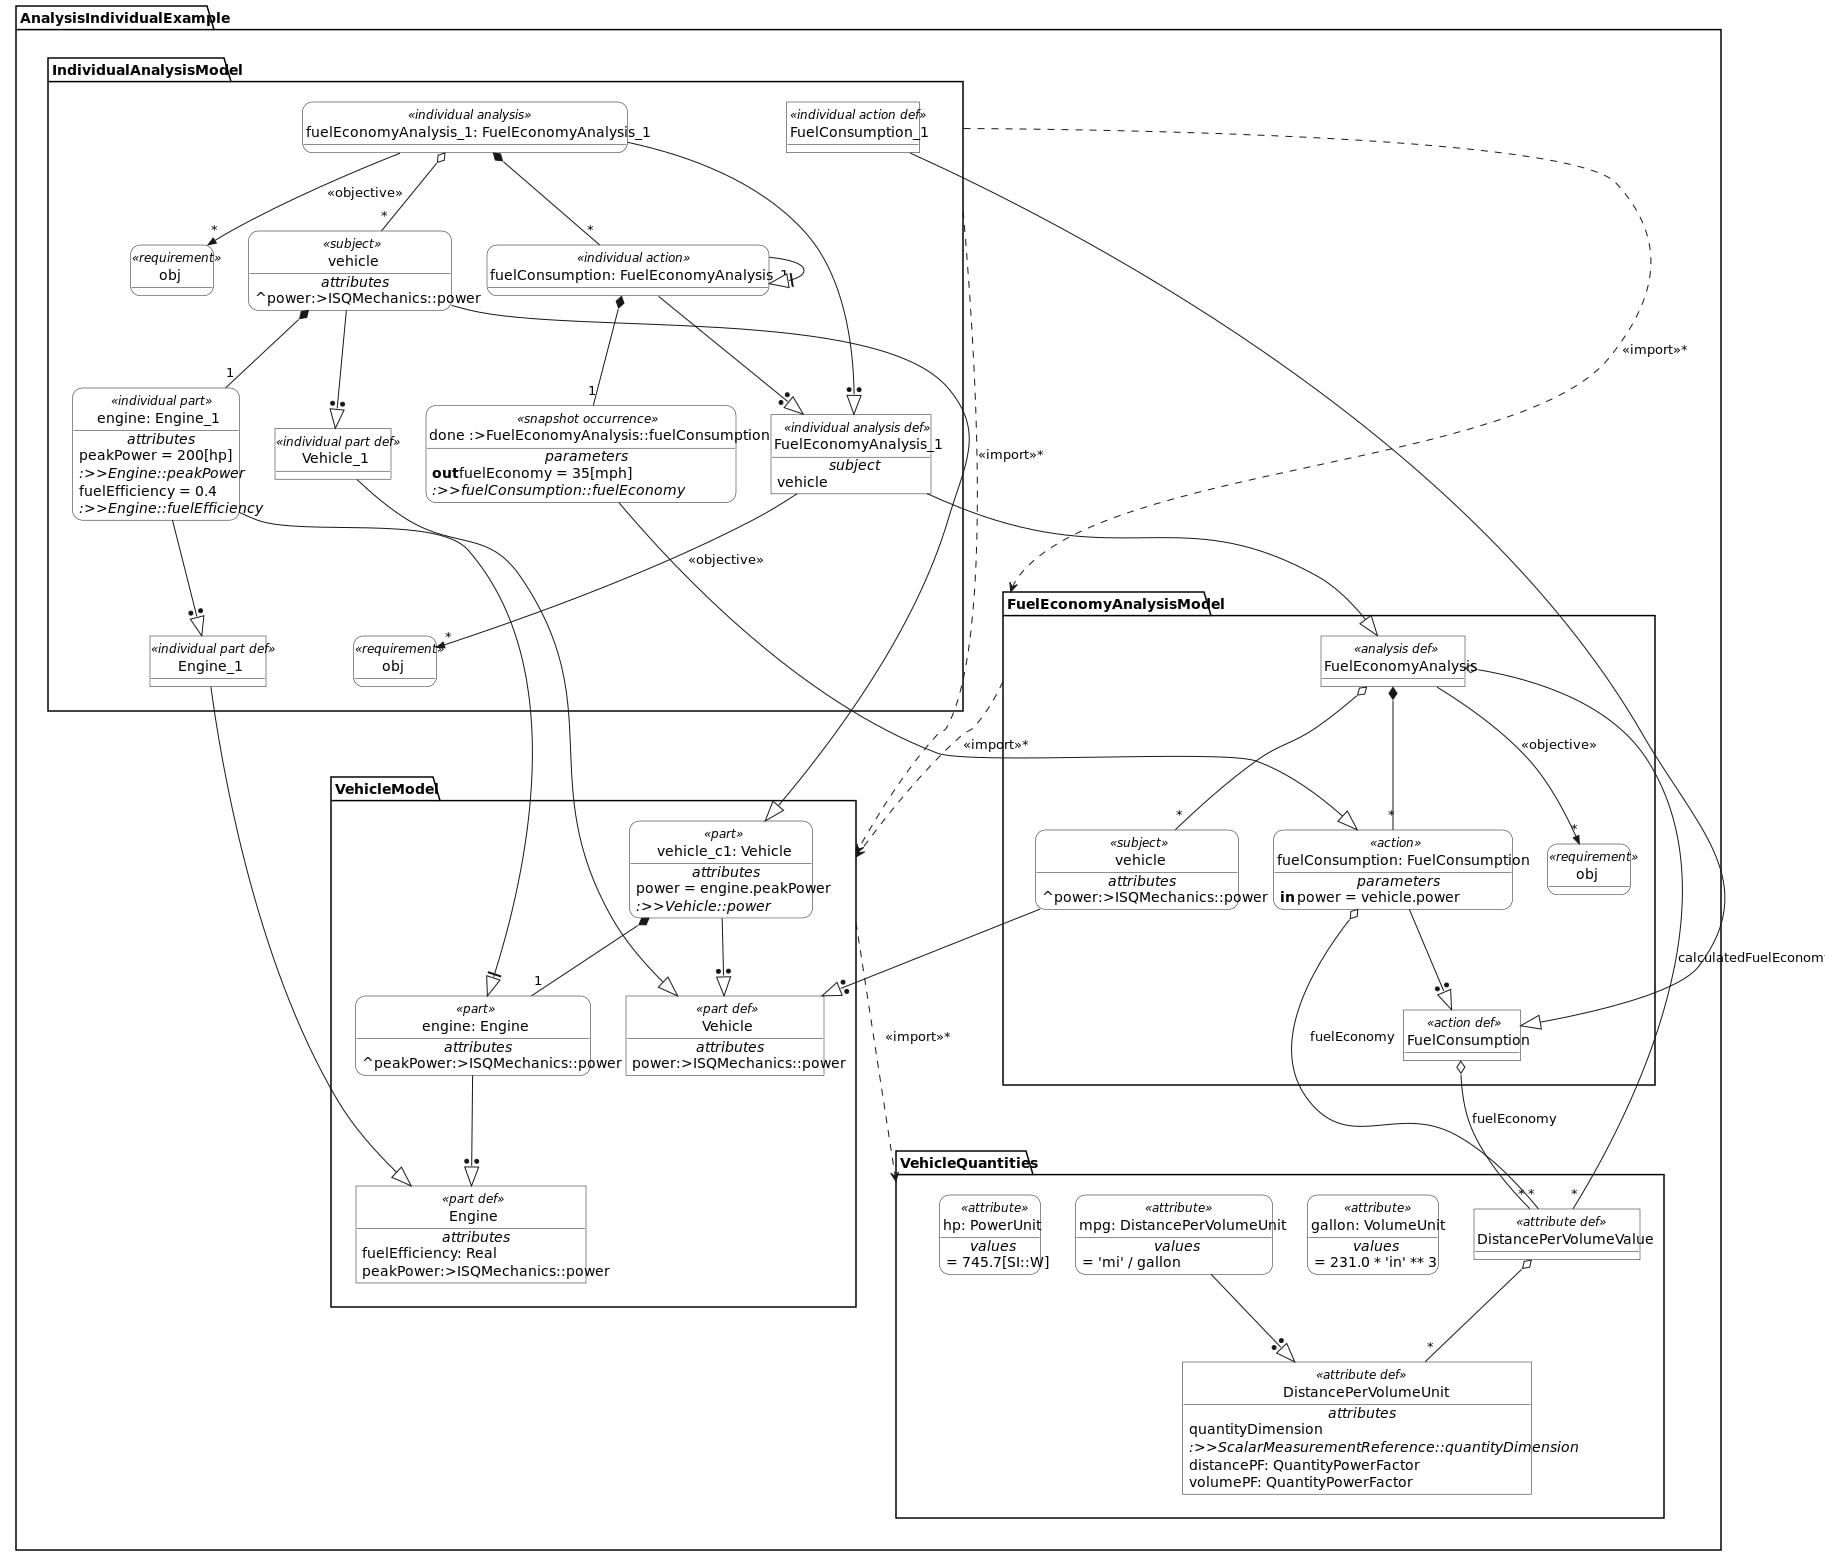 AnalysisIndividualExample
IndividualAnalysisModel
«individual analysis»
fuelEconomyAnalysis_1: FuelEconomyAnalysis_1
«individual action def»
FuelConsumption_1
«objective»
*
*
*
«requirement»
obj
«subject»
vehicle
attributes
^power:>ISQMechanics::power
«individual action»
fuelConsumption: FuelEconomyAnalysis_1
«import»*
1
1
«individual part»
engine: Engine_1
attributes
peakPower = 200[hp]
:>>Engine::peakPower
fuelEfficiency = 0.4
:>>Engine::fuelEfficiency
«individual part def»
Vehicle_1
«snapshot occurrence»
done :>FuelEconomyAnalysis::fuelConsumption
parameters
outfuelEconomy = 35[mph]
:>>fuelConsumption::fuelEconomy
«individual analysis def»
FuelEconomyAnalysis_1
subject
vehicle
«import»*
«objective»
*
«individual part def»
Engine_1
«requirement»
obj
FuelEconomyAnalysisModel
«analysis def»
FuelEconomyAnalysis
«import»*
«objective»
*
*
*
«subject»
vehicle
attributes
^power:>ISQMechanics::power
«action»
fuelConsumption: FuelConsumption
parameters
in power = vehicle.power
«requirement»
obj
calculatedFuelEconom
«action def»
FuelConsumption
fuelEconomy
fuelEconomy
VehicleModel
«part»
vehicle_c1: Vehicle
attributes
power = engine.peakPower
:>>Vehicle::power
1
«part»
engine: Engine
attributes
^peakPower:>ISQMechanics::power
«part def»
Vehicle
attributes
power:>ISQMechanics::power
«import»*
«part def»
Engine
attributes
fuelEfficiency: Real
peakPower:>ISQMechanics::power
VehicleQuantities
* *
*
«attribute»
hp: PowerUnit
values
= 745.7[SI::W]
«attribute»
mpg: DistancePerVolumeUnit
values
= 'mi' / gallon
«attribute»
gallon: VolumeUnit
values
= 231.0 * 'in' ** 3
«attribute def»
DistancePerVolumeValue
*
«attribute def»
DistancePerVolumeUnit
attributes
quantityDimension
:>>ScalarMeasurementReference::quantityDimension
distancePF: QuantityPowerFactor
volumePF: QuantityPowerFactor